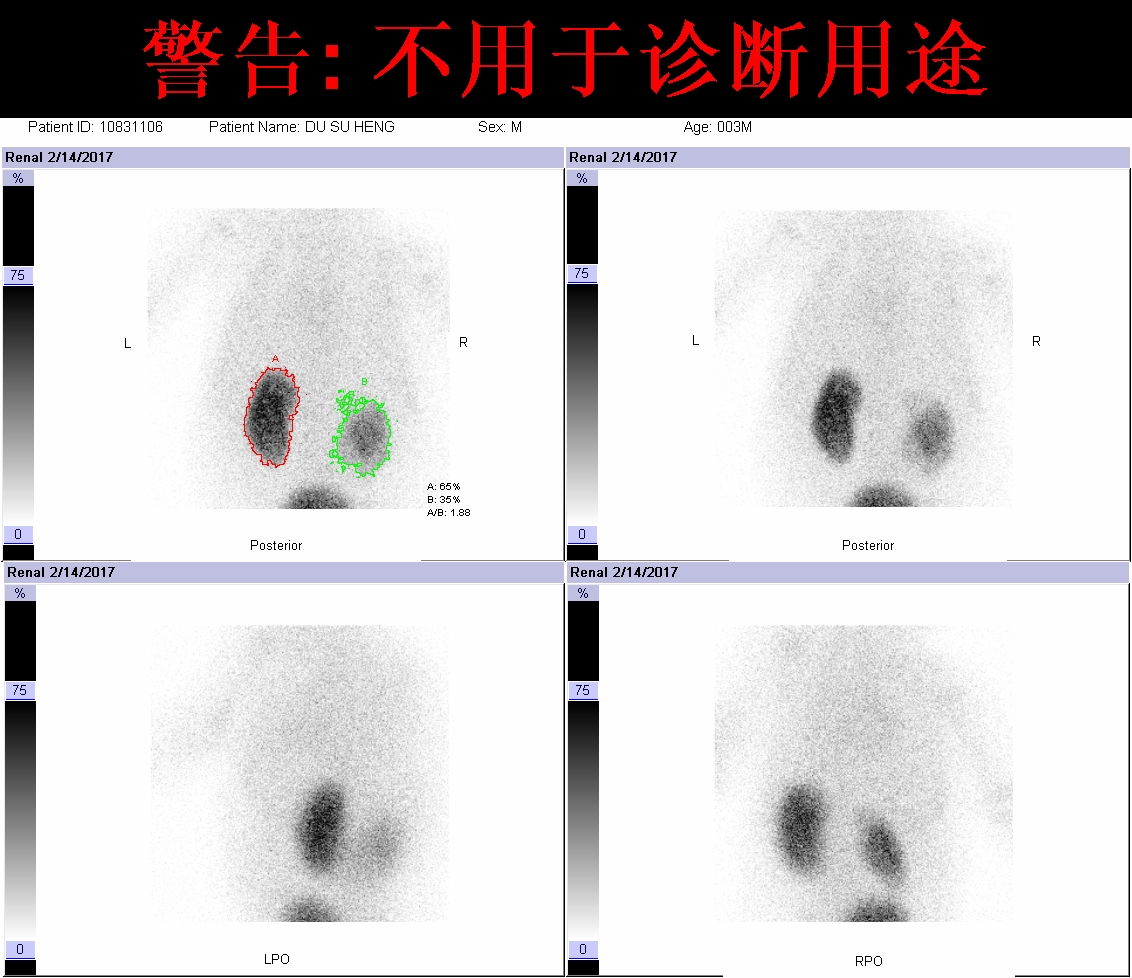 警告: 不用于诊断用途
Patient ID: 10831106 Patient Name: DU SU HENG Sex: M Age: 003M
Renal 2/14/2017
%
75
0
L
R
A
B
A: 65%
B: 35%
A/B: 1.88
Posterior
Renal 2/14/2017
%
75
0
L
R
Posterior
Renal 2/14/2017
%
75
0
LPO
Renal 2/14/2017
%
75
0
RPO